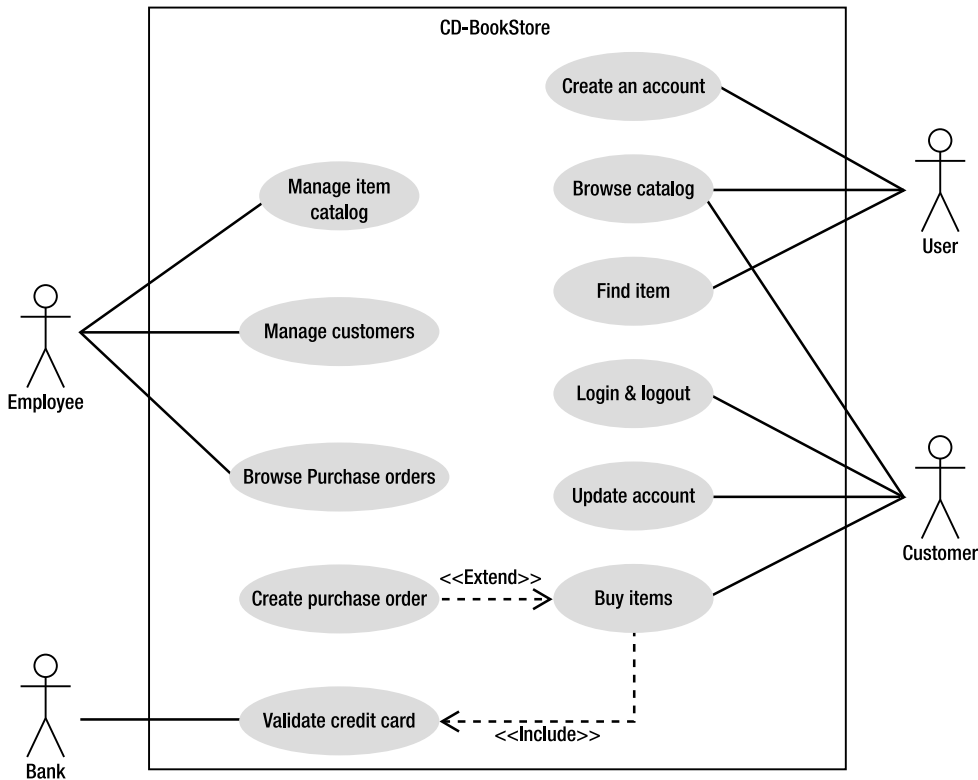 CD-BookStore
Create an account
Manage item
catalog
Browse catalog
User
Find item
Manage customers
Employee
Login & logout
Browse Purchase orders
Update account
Customer
<<Extend>>
Create purchase order
Buy items
Validate credit card
<<Include>>
Bank